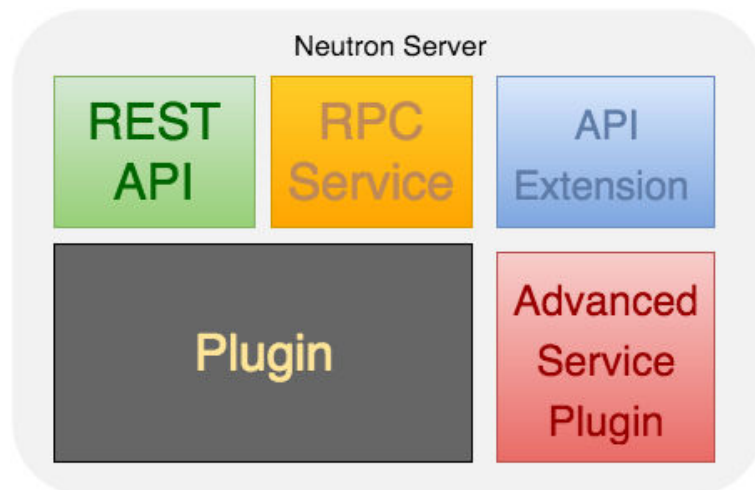 Neutron Server
REST
API
RPC
Service
API
Extension
Plugin
Advanced
Service
Plugin